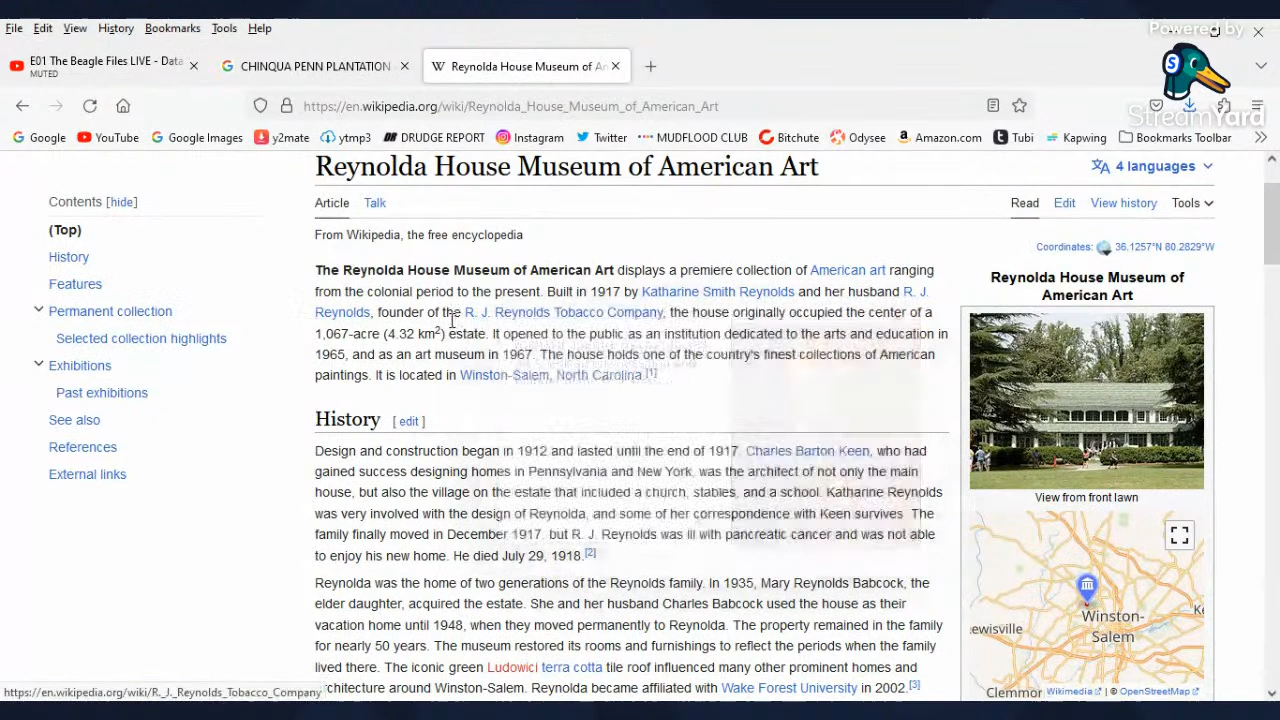 File Edit View History Bookmarks Tools Help
Powered by
E01 The Beagle Files LIVE - Data
MUTED
CHINQUA PENN PLANTATION -
Reynolda House Museum of An
https://en.wikipedia.org/wiki/Reynolda_House_Museum_of_American_Art
StreamYard
Google YouTube Google Images y2mate ytmp3 DRUDGE REPORT Instagram Twitter MUDFLOOD CLUB Bitchute Odysee Amazon.com Tubi Kapwing Bookmarks Toolbar
Reynolda House Museum of American Art
4 languages
Contents [hide]
(Top)
History
Features
Permanent collection
Selected collection highlights
Exhibitions
Past exhibitions
See also
References
External links
Article Talk
Read Edit View history Tools
From Wikipedia, the free encyclopedia
Coordinates: 36.1257°N 80.2829°W
The Reynolda House Museum of American Art displays a premiere collection of American art ranging
from the colonial period to the present. Built in 1917 by Katharine Smith Reynolds and her husband R. J.
Reynolds, founder of the R. J. Reynolds Tobacco Company, the house originally occupied the center of a
1,067-acre (4.32 km2) estate. It opened to the public as an institution dedicated to the arts and education in
1965, and as an art museum in 1967. The house holds one of the country's finest collections of American
paintings. It is located in Winston-Salem, North Carolina.[1]
History [ edit ]
Design and construction began in 1912 and lasted until the end of 1917. Charles Barton Keen, who had
gained success designing homes in Pennsylvania and New York, was the architect of not only the main
house, but also the village on the estate that included a church, stables, and a school. Katharine Reynolds
was very involved with the design of Reynolda, and some of her correspondence with Keen survives. The
family finally moved in December 1917, but R. J. Reynolds was ill with pancreatic cancer and was not able
to enjoy his new home. He died July 29, 1918.[2]
Reynolda was the home of two generations of the Reynolds family. In 1935, Mary Reynolds Babcock, the
elder daughter, acquired the estate. She and her husband Charles Babcock used the house as their
vacation home until 1948, when they moved permanently to Reynolda. The property remained in the family
for nearly 50 years. The museum restored its rooms and furnishings to reflect the periods when the family
lived there. The iconic green Ludowici terra cotta tile roof influenced many other prominent homes and
architecture around Winston-Salem. Reynolda became affiliated with Wake Forest University in 2002.[3]
Reynolda House Museum of
American Art
View from front lawn
Winston-
Salem
Lewisville
Ke
Clemmor
Wikimedia | © OpenStreetMap
https://en.wikipedia.org/wiki/R._J._Reynolds_Tobacco_Company